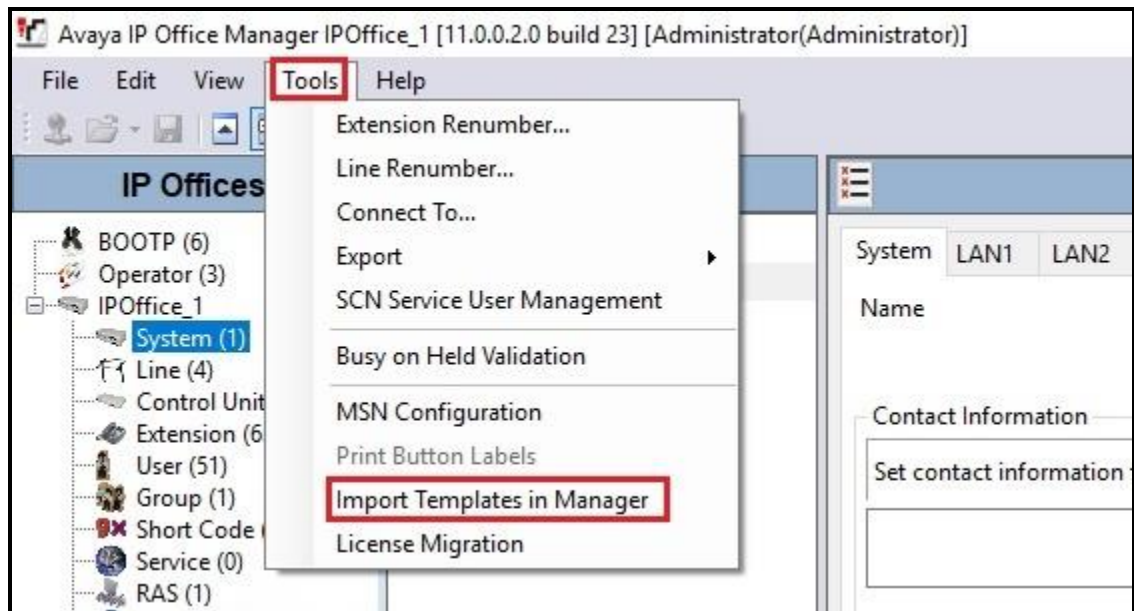 Avaya IP Office Manager IPOffice_1 [11.0.0.2.0 build 23] [Administrator(Administrator)]
File Edit View Tools Help
Extension Renumber...
Line Renumber...
Connect To...
Export
SCN Service User Management
Busy on Held Validation
MSN Configuration
Print Button Labels
Import Templates in Manager
License Migration
IP Offices
BOOTP (6)
Operator (3)
IPOffice_1
System (1)
Line (4)
Control Unit
Extension (6
User (51)
Group (1)
Short Code (
Service (0)
RAS (1)
System LAN1 LAN2
Name
Contact Information
Set contact information